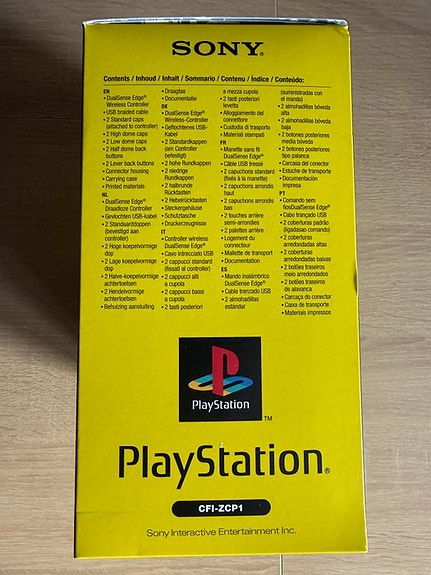 SONY®
Contents / Inhoud / Inhalt / Sommario / Contenu / Índice / Conteúdo:
EN
• DualSense Edge®
Wireless Controller
• USB braided cable
• 2 Standard caps
(attached to controller)
• 2 High dome caps
• 2 Low dome caps
• 2 Half dome back
buttons
• 2 Lever back buttons
• Connector housing
• Carrying case
• Printed materials
NL
• DualSense Edge®
Draadloze Controller
• Gevlochten USB-kabel
• 2 Standaarddoppen
(bevestigd aan
controller)
• 2 Hoge koepelvormige
dop
• 2 Lage koepelvormige
dop
• 2 Halve-koepelvormige
achtertoetsen
• 2 Hendelvormige
achtertoetsen
• Behuizing aansluiting
• Draagtas
• Documentatie
DE
• DualSense Edge®
Wireless-Controller
• Geflochtenes USB-
Kabel
• 2 Standardkappen
(am Controller
befestigt)
• 2 hohe Rundkappen
• 2 niedrige
Rundkappen
• 2 halbrunde
Rücktasten
• 2 Hebelrücktasten
• Steckergehäuse
• Schutztasche
• Druckerzeugnisse
IT
• Controller wireless
DualSense Edge®
• Cavo intrecciato USB
• 2 cappucci standard
(fissati al controller)
• 2 cappucci alti
a cupola
• 2 cappucci bassi
a cupola
• 2 tasti posteriori
a mezza cupola
• 2 tasti posteriori
levetta
• Alloggiamento del
connettore
• Custodia di trasporto
• Materiali stampati
FR
• Manette sans fil
DualSense Edge®
• Câble USB tressé
• 2 capuchons standard
(fixés à la manette)
• 2 capuchons arrondis
haut
• 2 capuchons arrondis
bas
• 2 touches arrière
semi-arrondies
• 2 palettes arrière
• Logement du
connecteur
• Mallette de transport
• Documentation
ES
• Mando inalámbrico
DualSense Edge®
• Cable trenzado USB
• 2 almohadillas
estándar
(suministradas con
el mando)
• 2 almohadillas bóveda
alta
• 2 almohadillas bóveda
baja
• 2 botones posteriores
media bóveda
• 2 botones posteriores
tipo palanca
• Carcasa del conector
• Estuche de transporte
• Documentación
impresa
PT
• Comando sem
fiosDualSense Edge®
• Cabo trançado USB
• 2 coberturas padrão
(ligadasao comando)
• 2 coberturas
arredondadas altas
• 2 coberturas
arredondadas baixas
• 2 botões traseiros
meio arredondados
• 2 botões traseiros
de alavanca
• Carcaça do conector
• Caixa de transporte
• Materiais impressos
PlayStation
TM
PlayStation®
CFI-ZCP1
Sony Interactive Entertainment Inc.